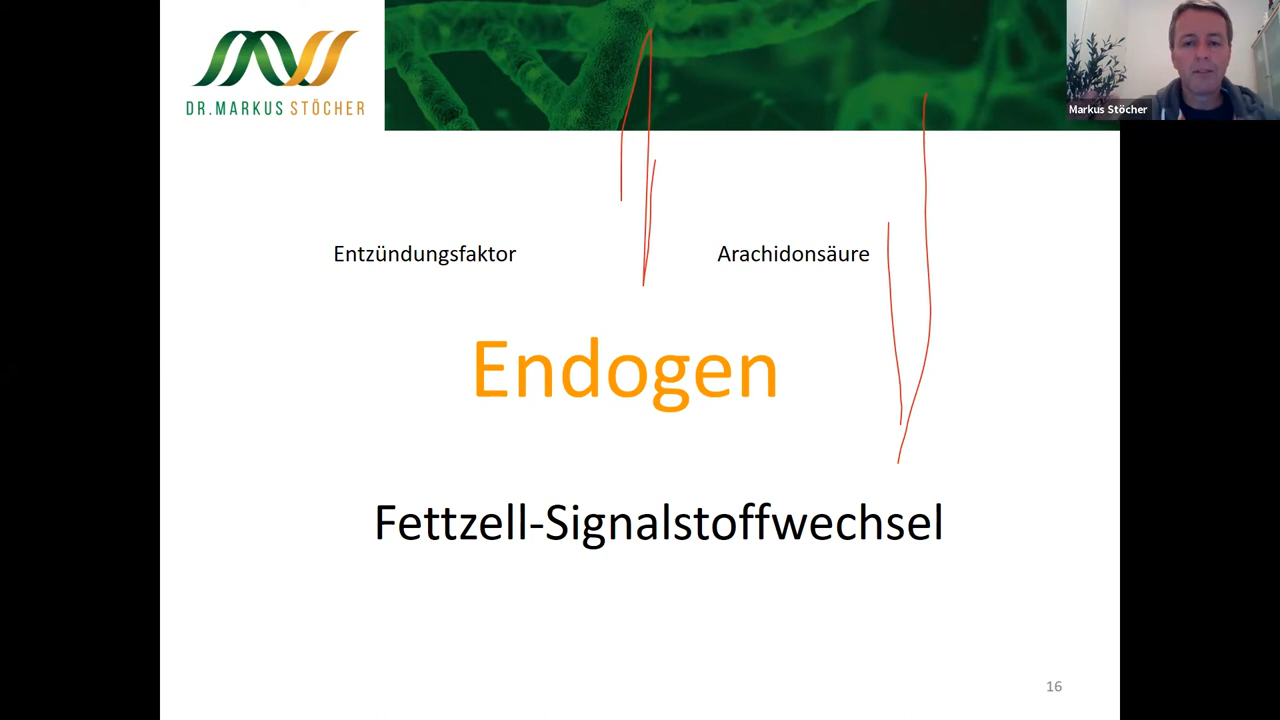 DR.MARKUS STÖCHER
Markus Stöcher
Entzündungsfaktor
Arachidonsäure
Endogen
Fettzell-Signalstoffwechsel
16